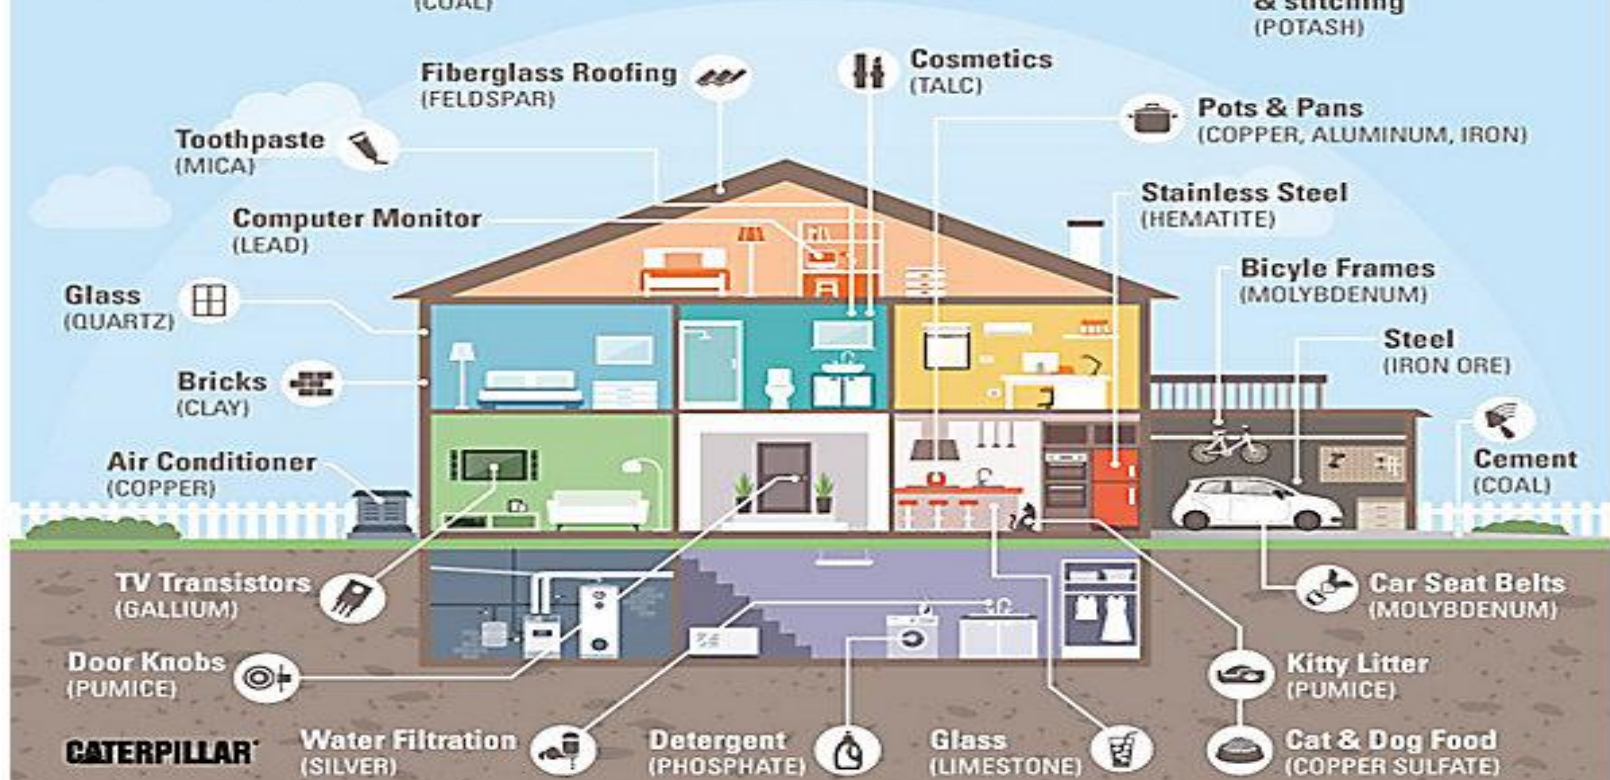 (COAL)
& stitching
(POTASH)
Fiberglass Roofing
(FELDSPAR)
Cosmetics
(TALC)
Pots & Pans
(COPPER, ALUMINUM, IRON)
Toothpaste
(MICA)
Stainless Steel
(HEMATITE)
Computer Monitor
(LEAD)
Bicyle Frames
(MOLYBDENUM)
Glass
(QUARTZ)
Steel
(IRON ORE)
Bricks
(CLAY)
Air Conditioner
(COPPER)
Cement
(COAL)
TV Transistors
(GALLIUM)
Car Seat Belts
(MOLYBDENUM)
Door Knobs
(PUMICE)
Kitty Litter
(PUMICE)
CATERPILLAR
Water Filtration
(SILVER)
Detergent
(PHOSPHATE)
Glass
(LIMESTONE)
Cat & Dog Food
(COPPER SULFATE)